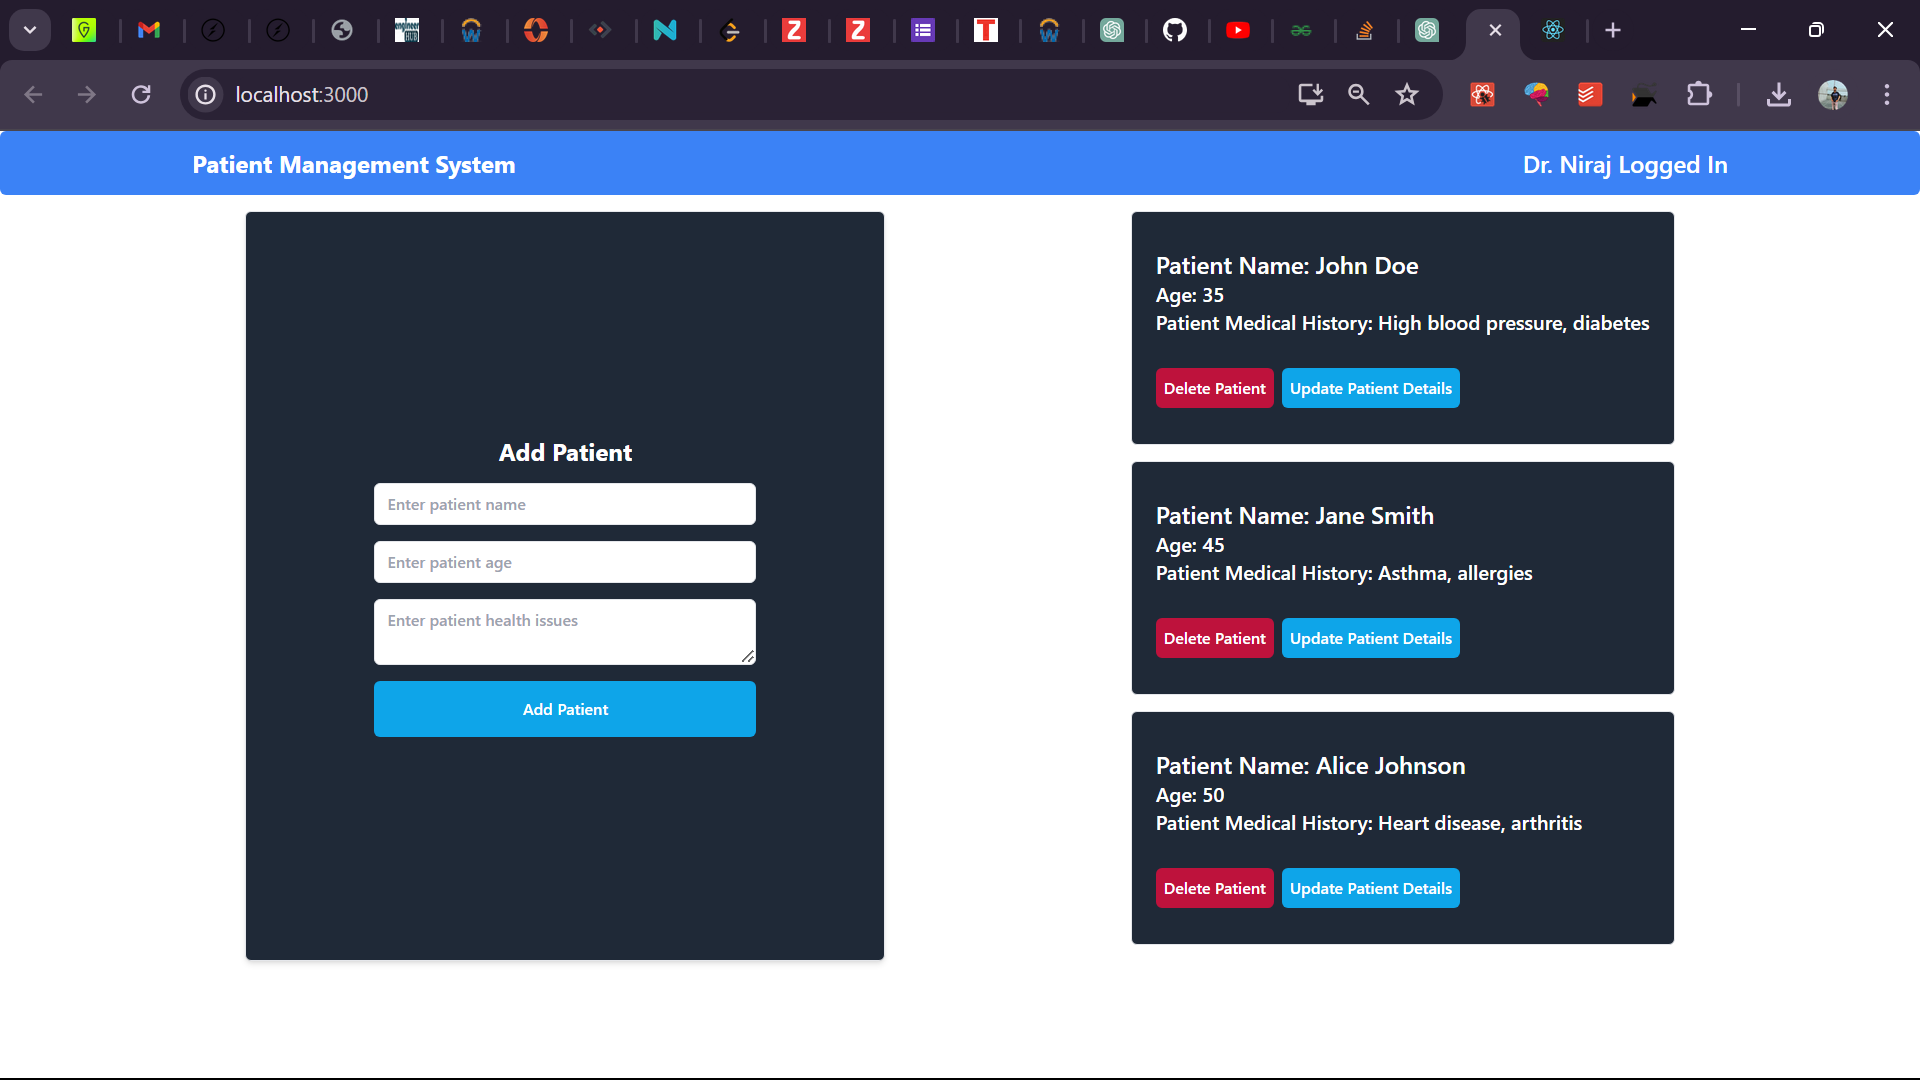 localhost:3000
Patient Management System
Dr. Niraj Logged In
Add Patient
Enter patient name
Enter patient age
Enter patient health issues
Add Patient
Patient Name: John Doe
Age: 35
Patient Medical History: High blood pressure, diabetes
Delete Patient
Update Patient Details
Patient Name: Jane Smith
Age: 45
Patient Medical History: Asthma, allergies
Delete Patient
Update Patient Details
Patient Name: Alice Johnson
Age: 50
Patient Medical History: Heart disease, arthritis
Delete Patient
Update Patient Details